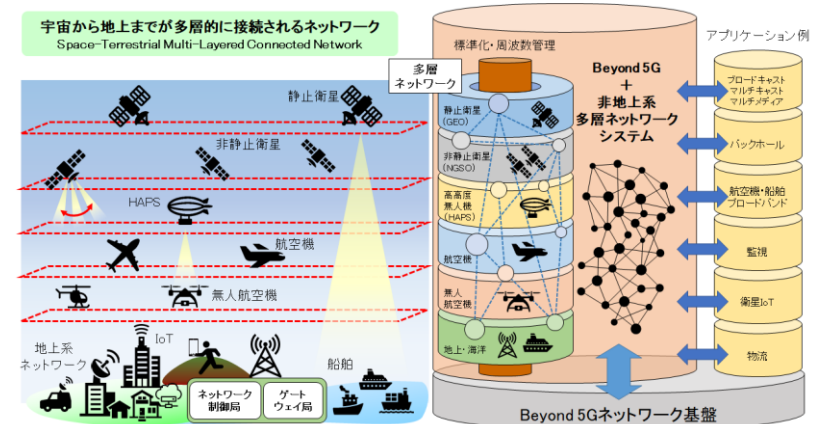 宇宙から地上までが多層的に接続されるネットワーク
Space-Terrestrial Multi-Layered Connected Network
静止衛星
非静止衛星
HAPS
航空機
無人航空機
IoT
地上系
ネットワーク
船舶
ネットワーク
制御局
ゲート
ウェイ局
多層
ネットワーク
標準化・周波数管理
静止衛星
(GEO)
非静止衛星
(NGSO)
高高度
無人機
(HAPS)
航空機
無人
航空機
地上・海洋
Beyond 5G
+
非地上系
多層ネットワーク
システム
アプリケーション例
ブロードキャスト
マルチキャスト
マルチメディア
バックホール
航空機・船舶
ブロードバンド
監視
衛星IoT
物流
Beyond 5Gネットワーク基盤